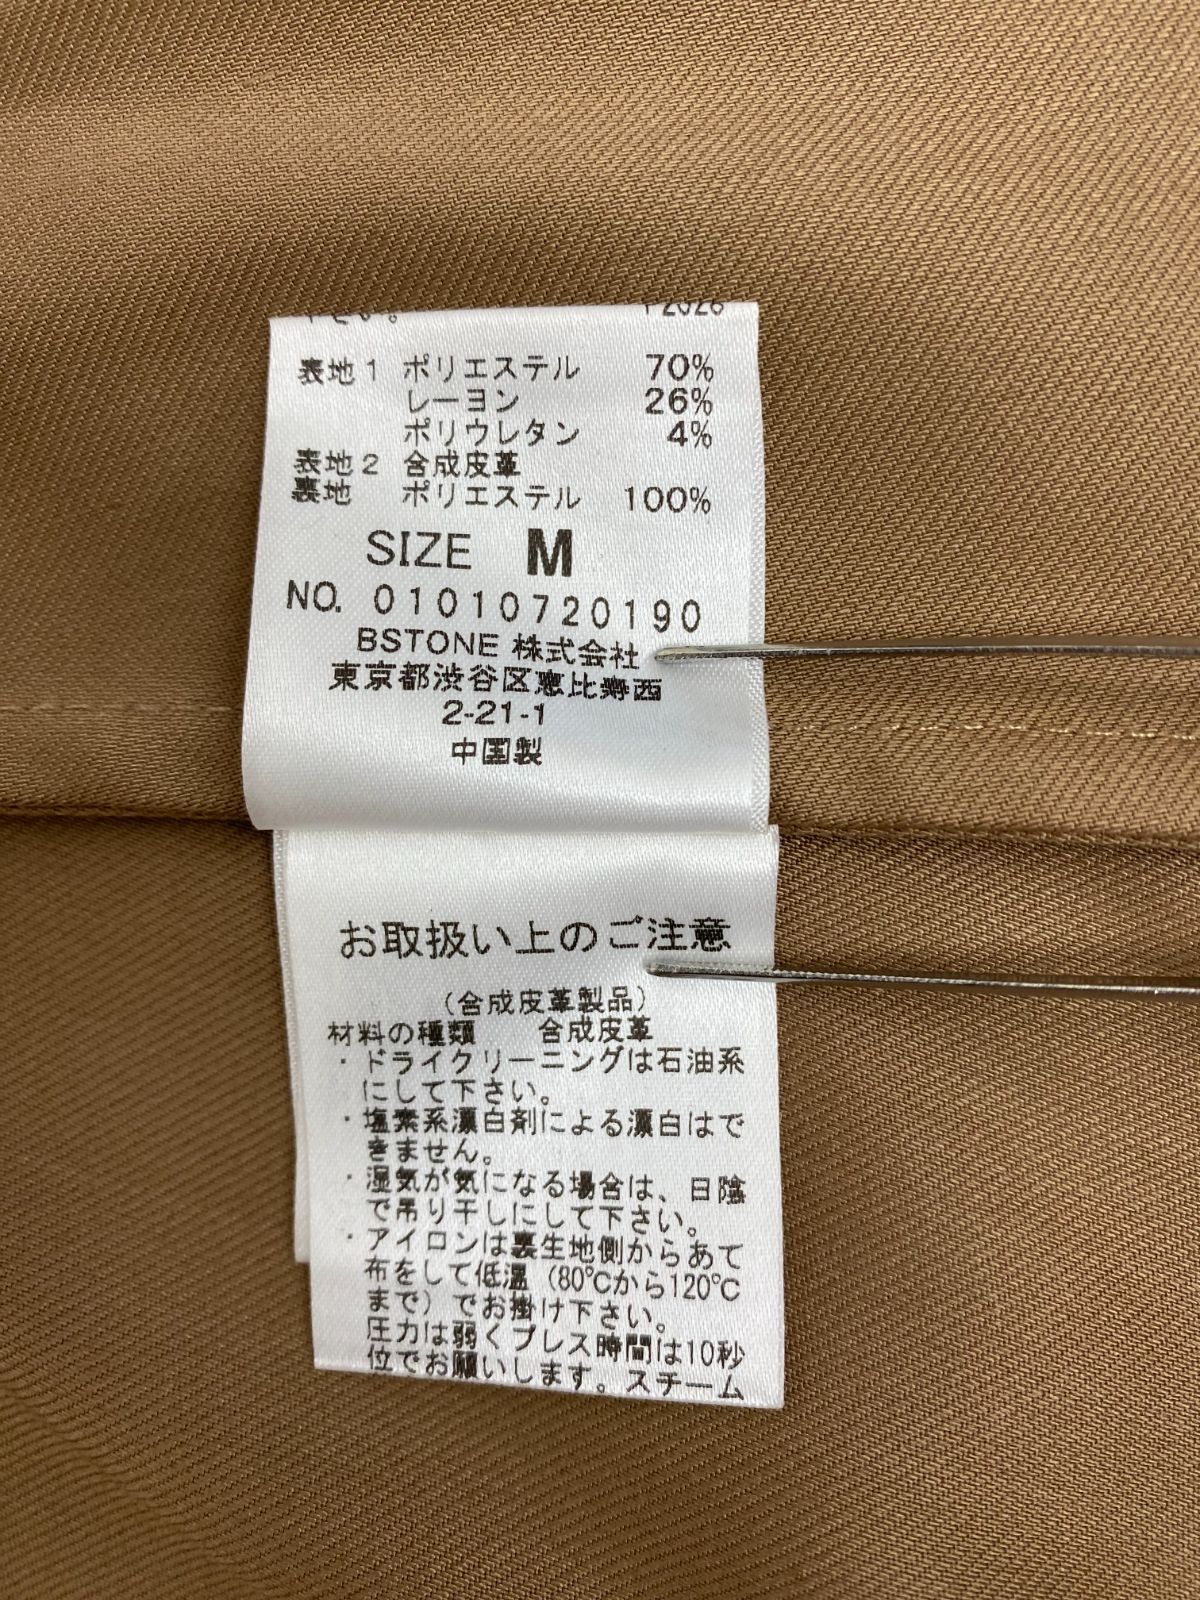 表地1 ポリエステル 70%
レーヨン 26%
ポリウレタン 4%
表地2 合成皮革
裏地 ポリエステル 100%
SIZE M
NO. 01010720190
BSTONE 株式会社
東京都渋谷区恵比寿西
2-21-1
中国製
お取扱い上のご注意
(合成皮革製品)
材料の種類 合成皮革
・ドライクリーニングは石油系
にして下さい。
・塩素系漂白剤による漂白はで
きません。
・湿気が気になる場合は、日陰
で吊り干しにして下さい。
・アイロンは裏生地側からあて
布をして低温(80℃から120℃
まで)でお掛け下さい。
圧力は弱くプレス時間は10秒
位でお願いします。スチーム